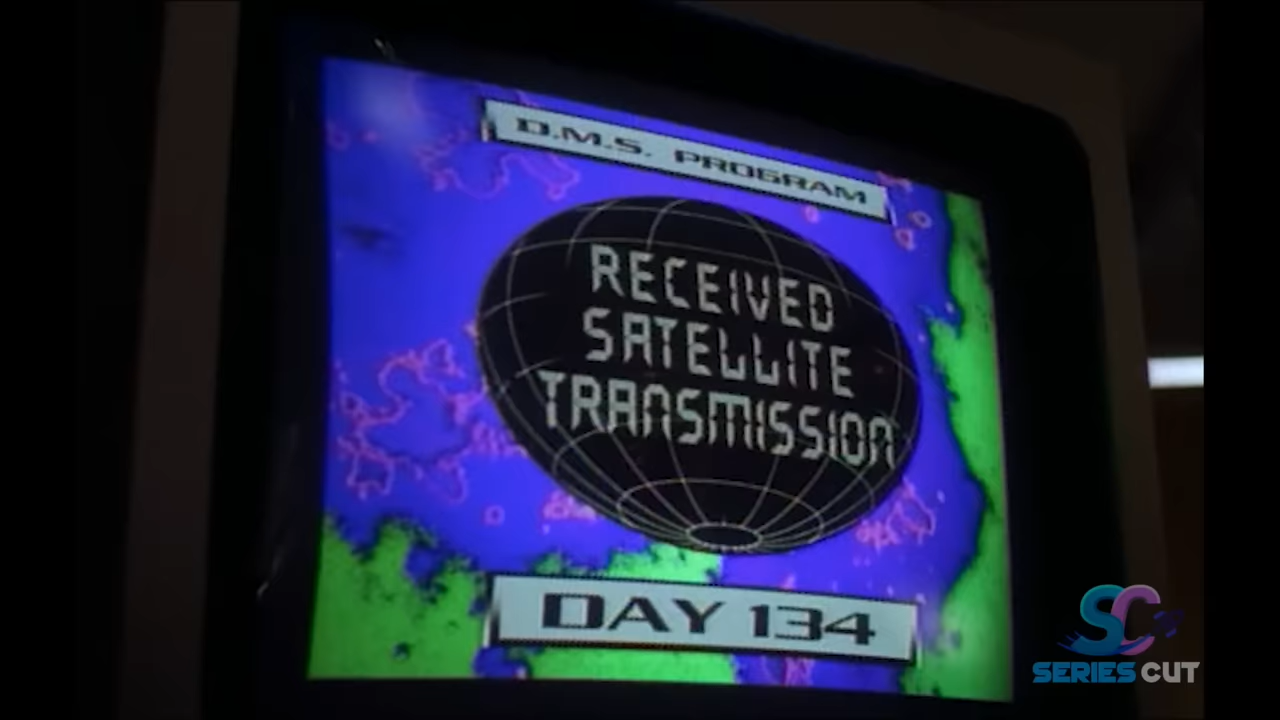 D.M.S. PROGRAM
RECEIVED
SATELLITE
TRANSMISSION
DAY 134
SC
SERIES CUT